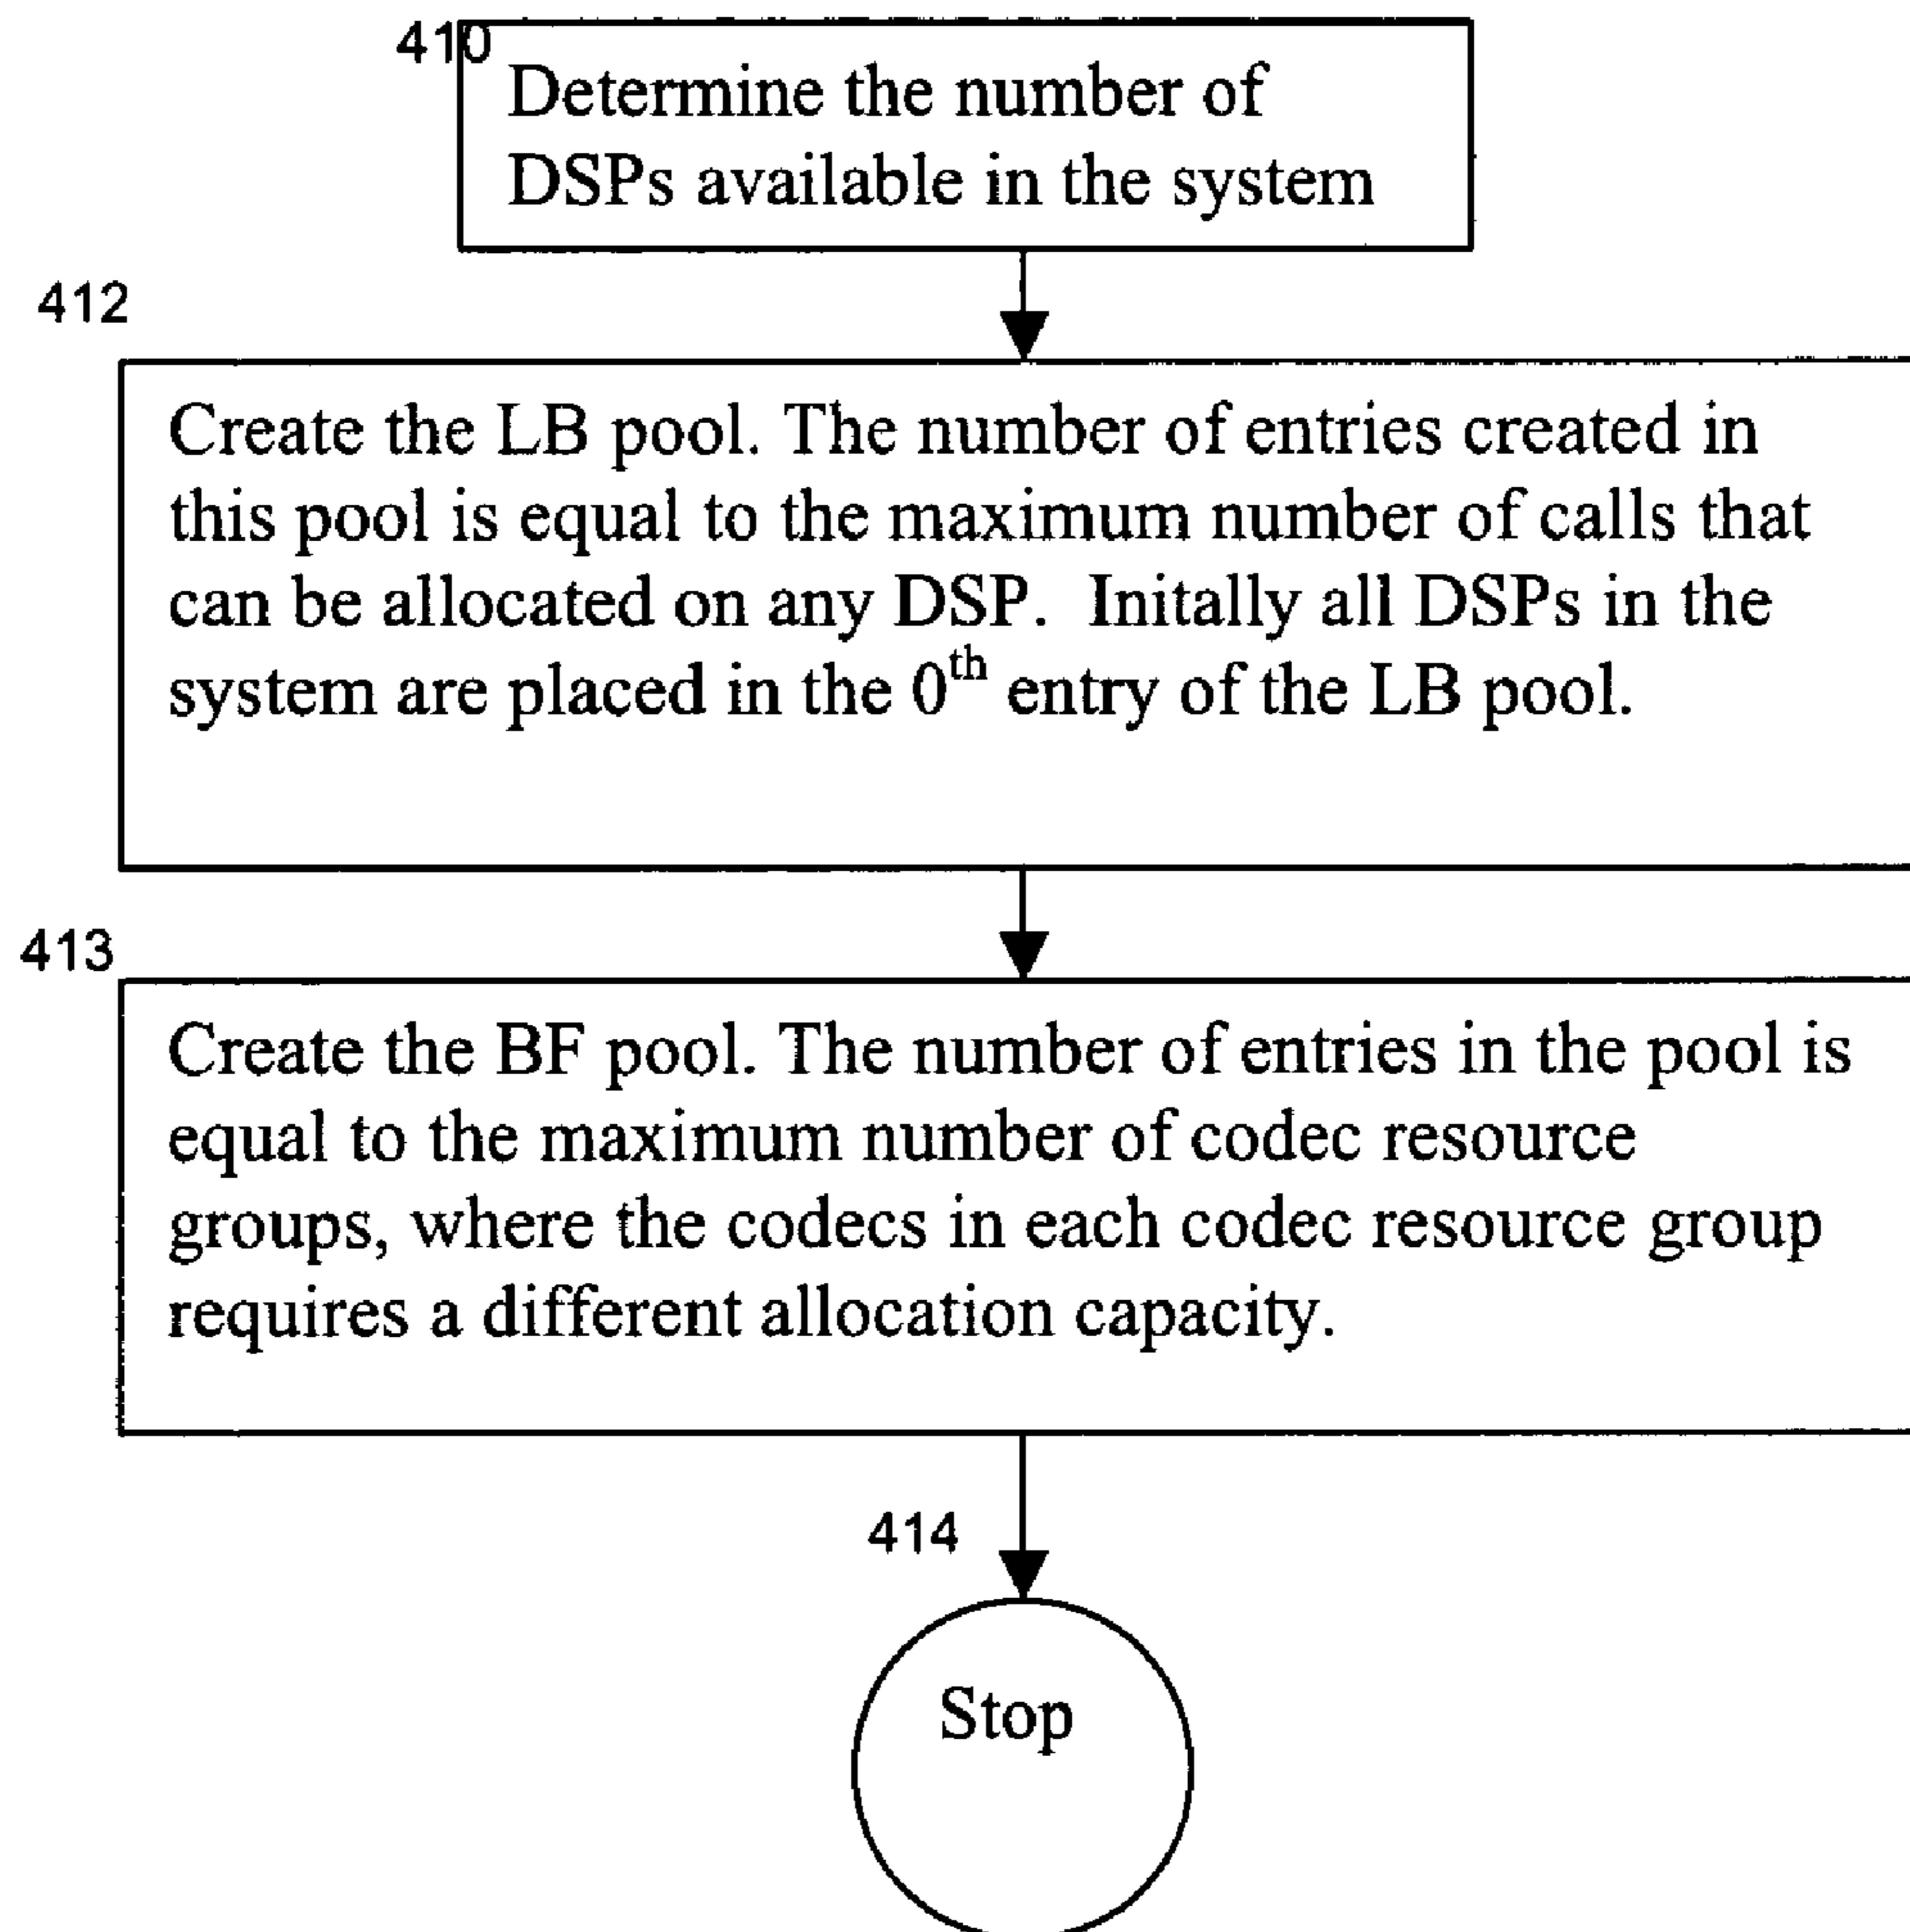 410
Determine the number of
DSPs available in the system
412
Create the LB pool. The number of entries created in
this pool is equal to the maximum number of calls that
can be allocated on any DSP.  Initally all DSPs in the
system are placed in the 0th entry of the LB pool.
413
Create the BF pool. The number of entries in the pool is
equal to the maximum number of codec resource
groups, where the codecs in each codec resource group
requires a different allocation capacity.
414
Stop